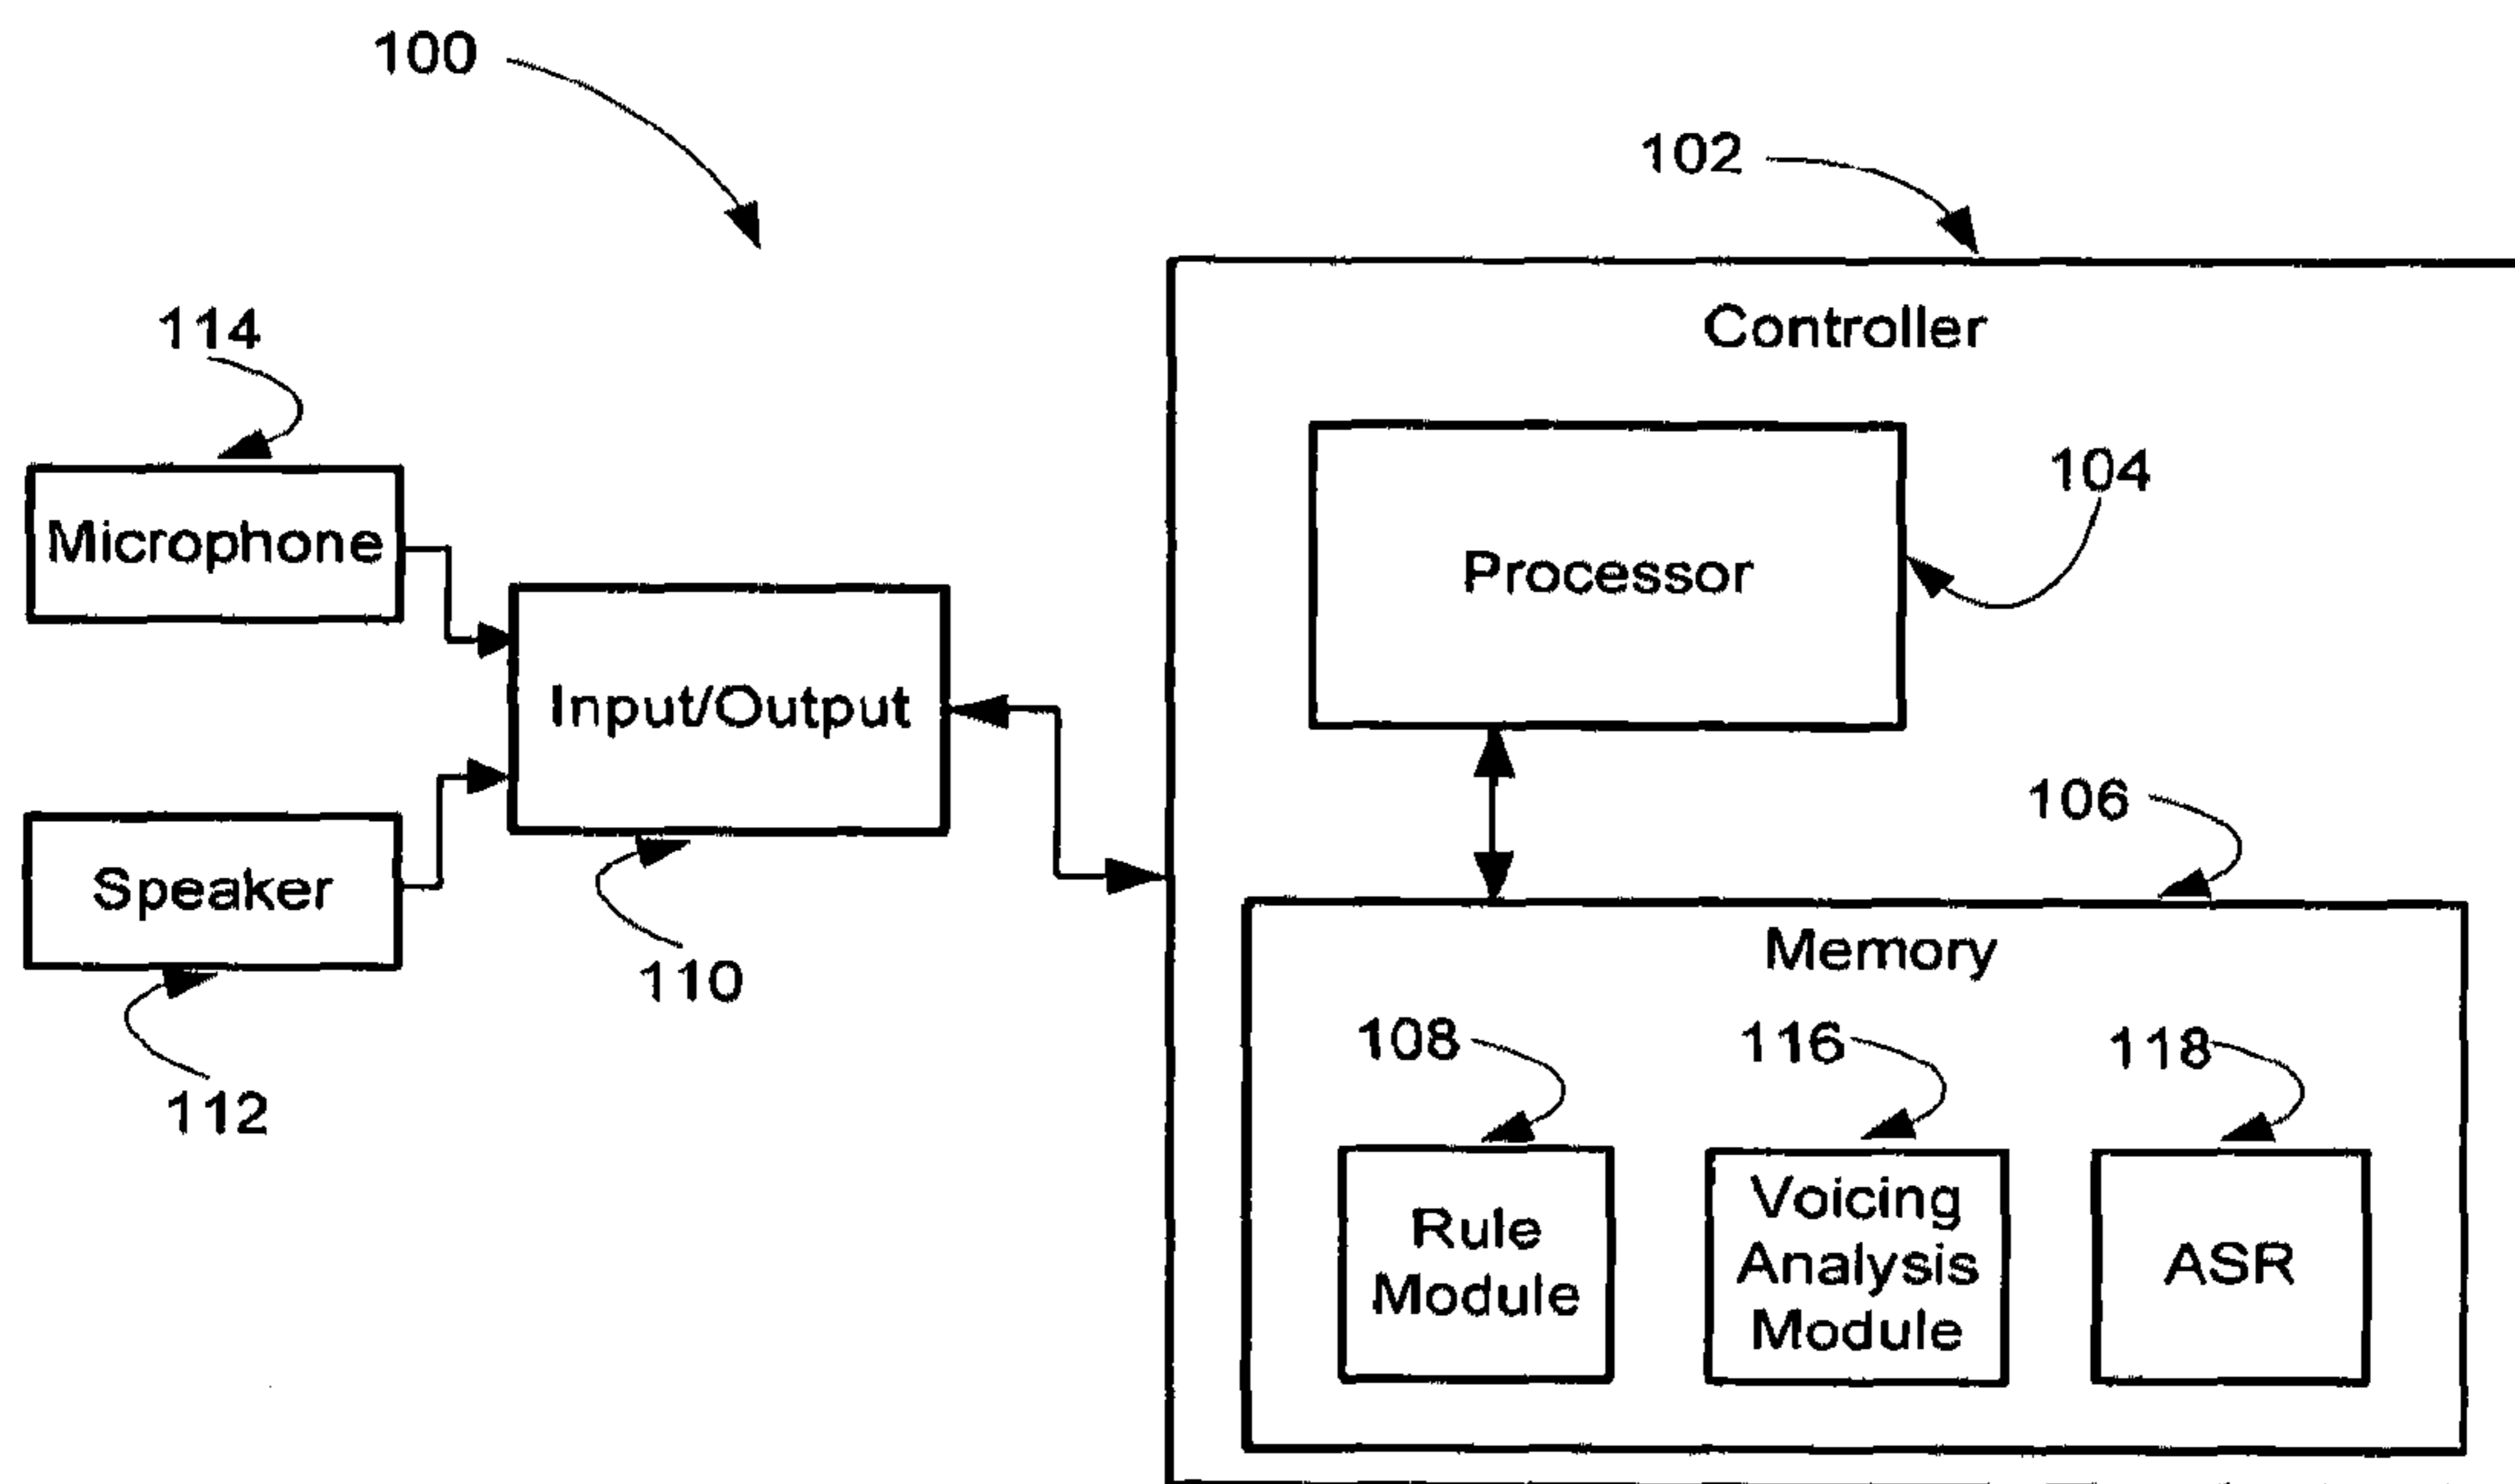 100
102
Controller
114
Microphone
104
Processor
Input/Output
106
Speaker
110
112
Memory
108
116
118
Rule
Module
Voicing
Analysis
Module
ASR